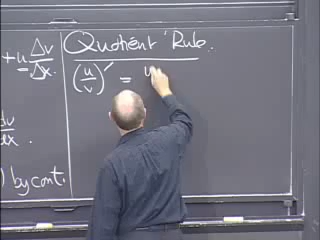 + u Δv
= Δx.
dv
dx.
) by cont.
Quotient Rule.
(u/v)′ = u